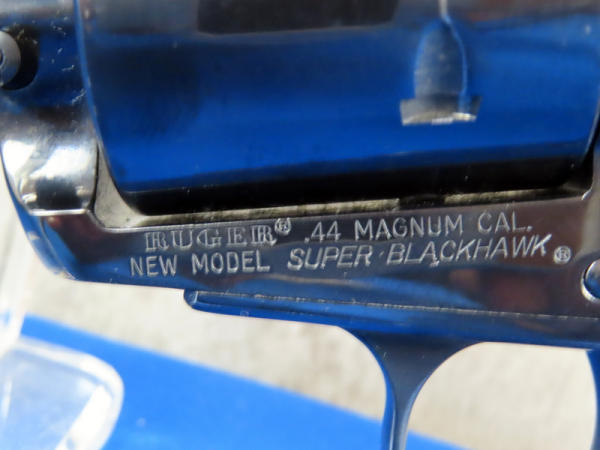 RUGER® .44 MAGNUM CAL.
NEW MODEL SUPER BLACKHAWK®